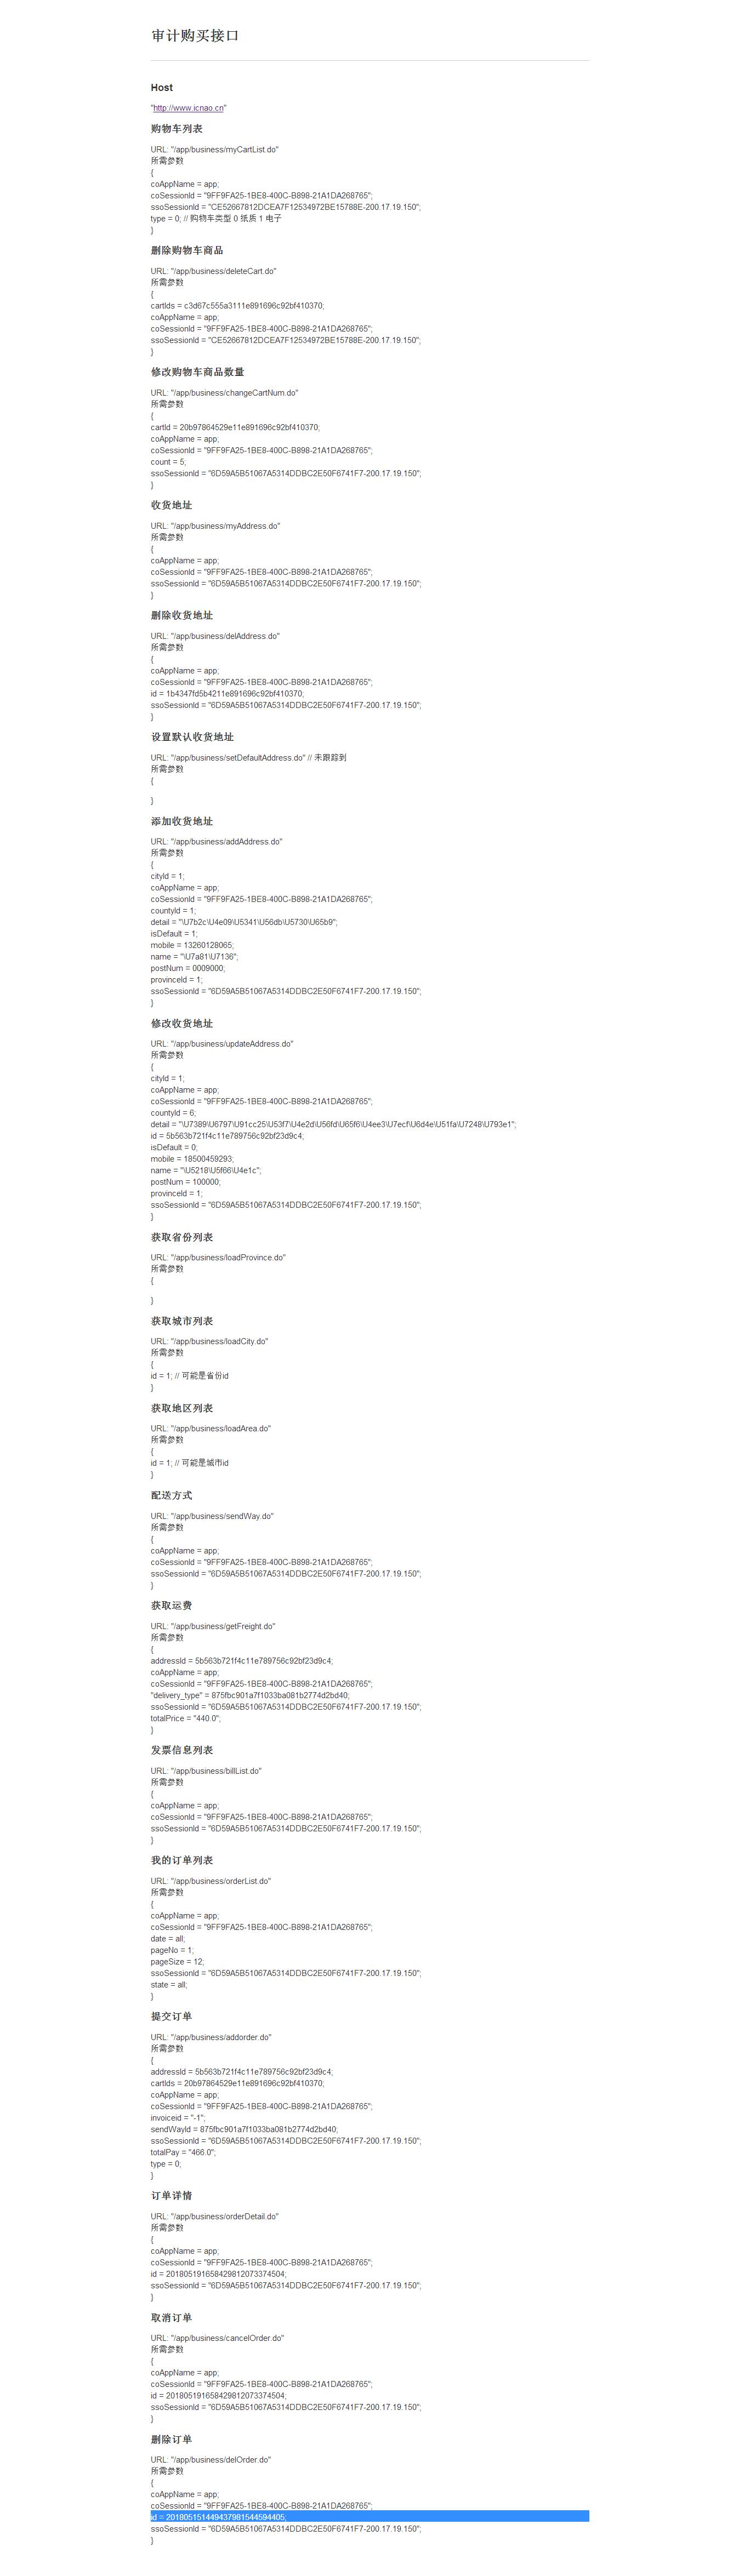 审计购买接口
Host
"http://www.icnao.cn"
购物车列表
URL: "/app/business/myCartList.do"
所需参数
{
coAppName = app;
coSessionId = "9FF9FA25-1BE8-400C-B898-21A1DA268765";
ssoSessionId = "CE52667812DCEA7F12534972BE15788E-200.17.19.150";
type = 0; // 购物车类型 0 纸质 1 电子
}
删除购物车商品
URL: "/app/business/deleteCart.do"
所需参数
{
cartIds = c3d67c555a3111e891696c92bf410370;
coAppName = app;
coSessionId = "9FF9FA25-1BE8-400C-B898-21A1DA268765";
ssoSessionId = "CE52667812DCEA7F12534972BE15788E-200.17.19.150";
}
修改购物车商品数量
URL: "/app/business/changeCartNum.do"
所需参数
{
cartId = 20b97864529e11e891696c92bf410370;
coAppName = app;
coSessionId = "9FF9FA25-1BE8-400C-B898-21A1DA268765";
count = 5;
ssoSessionId = "6D59A5B51067A5314DDBC2E50F6741F7-200.17.19.150";
}
收货地址
URL: "/app/business/myAddress.do"
所需参数
{
coAppName = app;
coSessionId = "9FF9FA25-1BE8-400C-B898-21A1DA268765";
ssoSessionId = "6D59A5B51067A5314DDBC2E50F6741F7-200.17.19.150";
}
删除收货地址
URL: "/app/business/delAddress.do"
所需参数
{
coAppName = app;
coSessionId = "9FF9FA25-1BE8-400C-B898-21A1DA268765";
id = 1b4347fd5b4211e891696c92bf410370;
ssoSessionId = "6D59A5B51067A5314DDBC2E50F6741F7-200.17.19.150";
}
设置默认收货地址
URL: "/app/business/setDefaultAddress.do" // 未跟踪到
所需参数
{
}
添加收货地址
URL: "/app/business/addAddress.do"
所需参数
{
cityId = 1;
coAppName = app;
coSessionId = "9FF9FA25-1BE8-400C-B898-21A1DA268765";
countyId = 1;
detail = "\U7b2c\U4e09\U5341\U56db\U5730\U65b9";
isDefault = 1;
mobile = 13260128065;
name = "\U7a81\U7136";
postNum = 0009000;
provinceId = 1;
ssoSessionId = "6D59A5B51067A5314DDBC2E50F6741F7-200.17.19.150";
}
修改收货地址
URL: "/app/business/updateAddress.do"
所需参数
{
cityId = 1;
coAppName = app;
coSessionId = "9FF9FA25-1BE8-400C-B898-21A1DA268765";
countyId = 6;
detail = "\U7389\U6797\U91cc25\U53f7\U4e2d\U56fd\U65f6\U4ee3\U7ecf\U6d4e\U51fa\U7248\U793e1";
id = 5b563b721f4c11e789756c92bf23d9c4;
isDefault = 0;
mobile = 18500459293;
name = "\U5218\U5f66\U4e1c";
postNum = 100000;
provinceId = 1;
ssoSessionId = "6D59A5B51067A5314DDBC2E50F6741F7-200.17.19.150";
}
获取省份列表
URL: "/app/business/loadProvince.do"
所需参数
{
}
获取城市列表
URL: "/app/business/loadCity.do"
所需参数
{
id = 1; // 可能是省份id
}
获取地区列表
URL: "/app/business/loadArea.do"
所需参数
{
id = 1; // 可能是城市id
}
配送方式
URL: "/app/business/sendWay.do"
所需参数
{
coAppName = app;
coSessionId = "9FF9FA25-1BE8-400C-B898-21A1DA268765";
ssoSessionId = "6D59A5B51067A5314DDBC2E50F6741F7-200.17.19.150";
}
获取运费
URL: "/app/business/getFreight.do"
所需参数
{
addressId = 5b563b721f4c11e789756c92bf23d9c4;
coAppName = app;
coSessionId = "9FF9FA25-1BE8-400C-B898-21A1DA268765";
"delivery_type" = 875fbc901a7f1033ba081b2774d2bd40;
ssoSessionId = "6D59A5B51067A5314DDBC2E50F6741F7-200.17.19.150";
totalPrice = "440.0";
}
发票信息列表
URL: "/app/business/billList.do"
所需参数
{
coAppName = app;
coSessionId = "9FF9FA25-1BE8-400C-B898-21A1DA268765";
ssoSessionId = "6D59A5B51067A5314DDBC2E50F6741F7-200.17.19.150";
}
我的订单列表
URL: "/app/business/orderList.do"
所需参数
{
coAppName = app;
coSessionId = "9FF9FA25-1BE8-400C-B898-21A1DA268765";
date = all;
pageNo = 1;
pageSize = 12;
ssoSessionId = "6D59A5B51067A5314DDBC2E50F6741F7-200.17.19.150";
state = all;
}
提交订单
URL: "/app/business/addorder.do"
所需参数
{
addressId = 5b563b721f4c11e789756c92bf23d9c4;
cartIds = 20b97864529e11e891696c92bf410370;
coAppName = app;
coSessionId = "9FF9FA25-1BE8-400C-B898-21A1DA268765";
invoiceid = "-1";
sendWayId = 875fbc901a7f1033ba081b2774d2bd40;
ssoSessionId = "6D59A5B51067A5314DDBC2E50F6741F7-200.17.19.150";
totalPay = "466.0";
type = 0;
}
订单详情
URL: "/app/business/orderDetail.do"
所需参数
{
coAppName = app;
coSessionId = "9FF9FA25-1BE8-400C-B898-21A1DA268765";
id = 201805191658429812073374504;
ssoSessionId = "6D59A5B51067A5314DDBC2E50F6741F7-200.17.19.150";
}
取消订单
URL: "/app/business/cancelOrder.do"
所需参数
{
coAppName = app;
coSessionId = "9FF9FA25-1BE8-400C-B898-21A1DA268765";
id = 201805191658429812073374504;
ssoSessionId = "6D59A5B51067A5314DDBC2E50F6741F7-200.17.19.150";
}
删除订单
URL: "/app/business/delOrder.do"
所需参数
{
coAppName = app;
coSessionId = "9FF9FA25-1BE8-400C-B898-21A1DA268765";
id = 201805151449437981544594405;
ssoSessionId = "6D59A5B51067A5314DDBC2E50F6741F7-200.17.19.150";
}